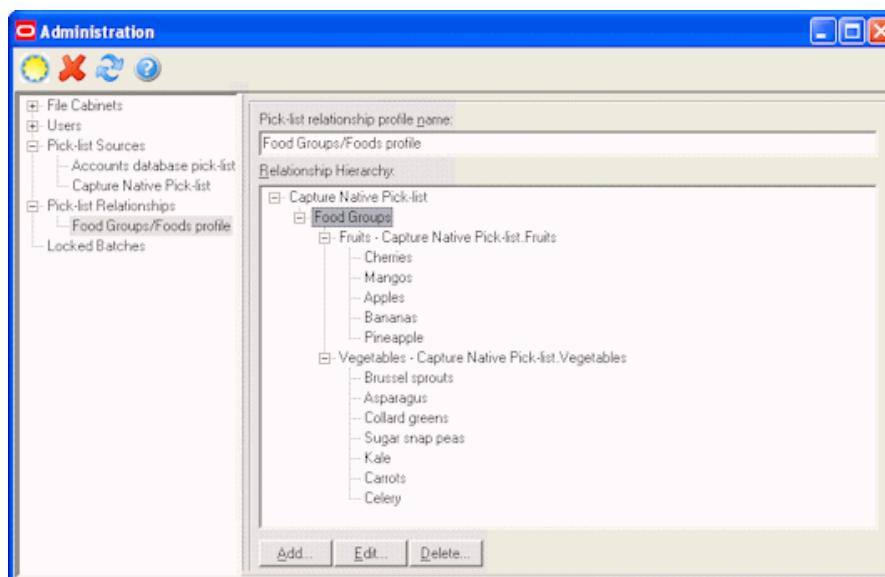 Administration
File Cabinets
Users
Pick-list Sources
Accounts database pick-list
Capture Native Pick-list
Pick-list Relationships
Food Groups/Foods profile
Locked Batches
Pick-list relationship profile name:
Food Groups/Foods profile
Relationship Hierarchy:
Capture Native Pick-list
Food Groups
Fruits - Capture Native Pick-list.Fruits
Cherries
Mangos
Apples
Bananas
Pineapple
Vegetables - Capture Native Pick-list.Vegetables
Brussel sprouts
Asparagus
Collard greens
Sugar snap peas
Kale
Carrots
Celery
Add... Edit... Delete...